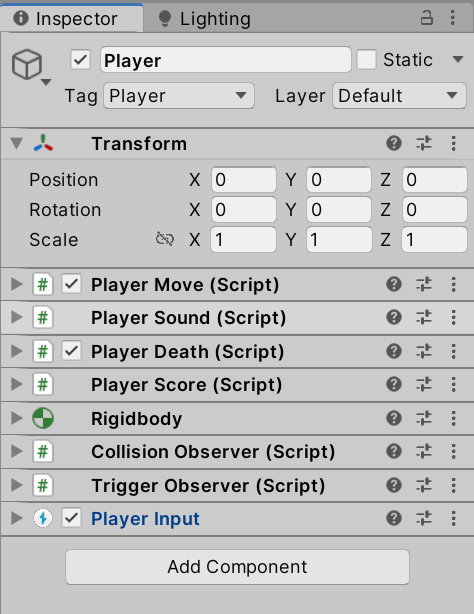 Inspector Lighting
Player Static
Tag Player Layer Default
Transform
Position X 0 Y 0 Z 0
Rotation X 0 Y 0 Z 0
Scale X 1 Y 1 Z 1
# Player Move (Script)
# Player Sound (Script)
# Player Death (Script)
# Player Score (Script)
Rigidbody
# Collision Observer (Script)
# Trigger Observer (Script)
Player Input
Add Component